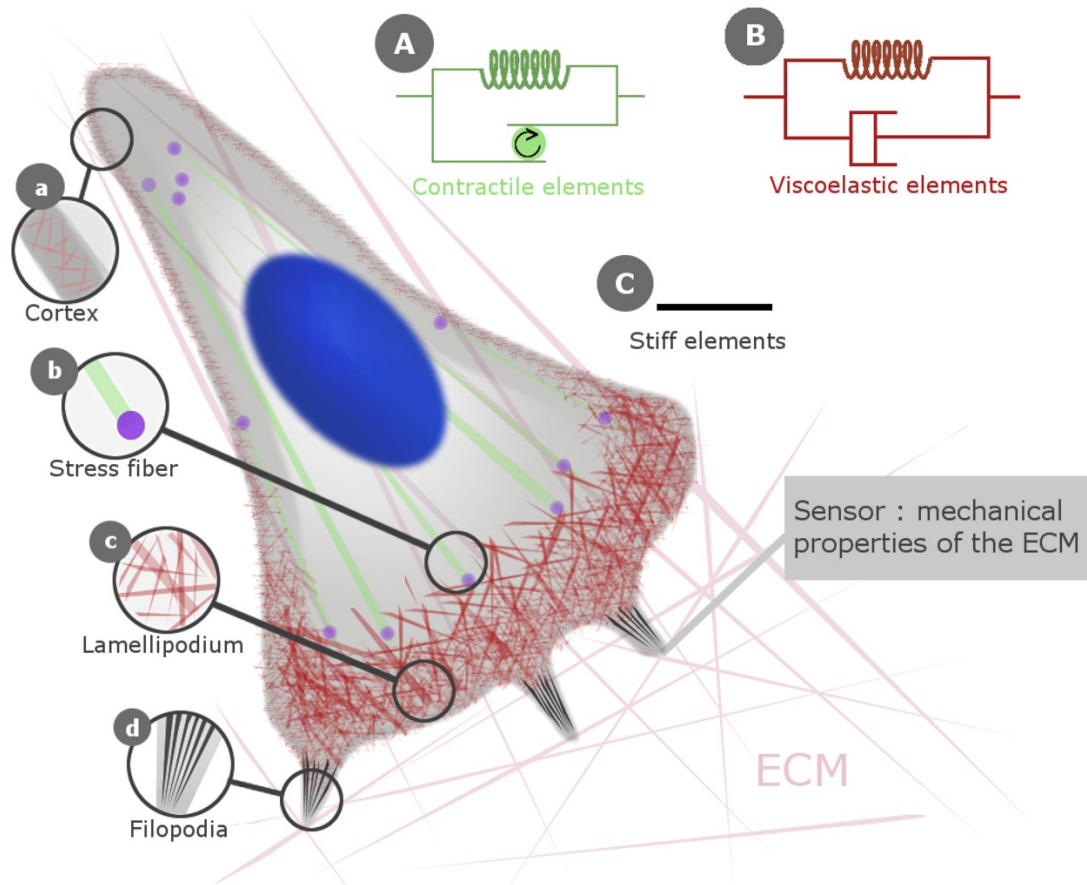 A
B
Contractile elements
Viscoelastic elements
a
Cortex
C
Stiff elements
b
Stress fiber
Sensor : mechanical
properties of the ECM
c
Lamellipodium
d
Filopodia
ECM